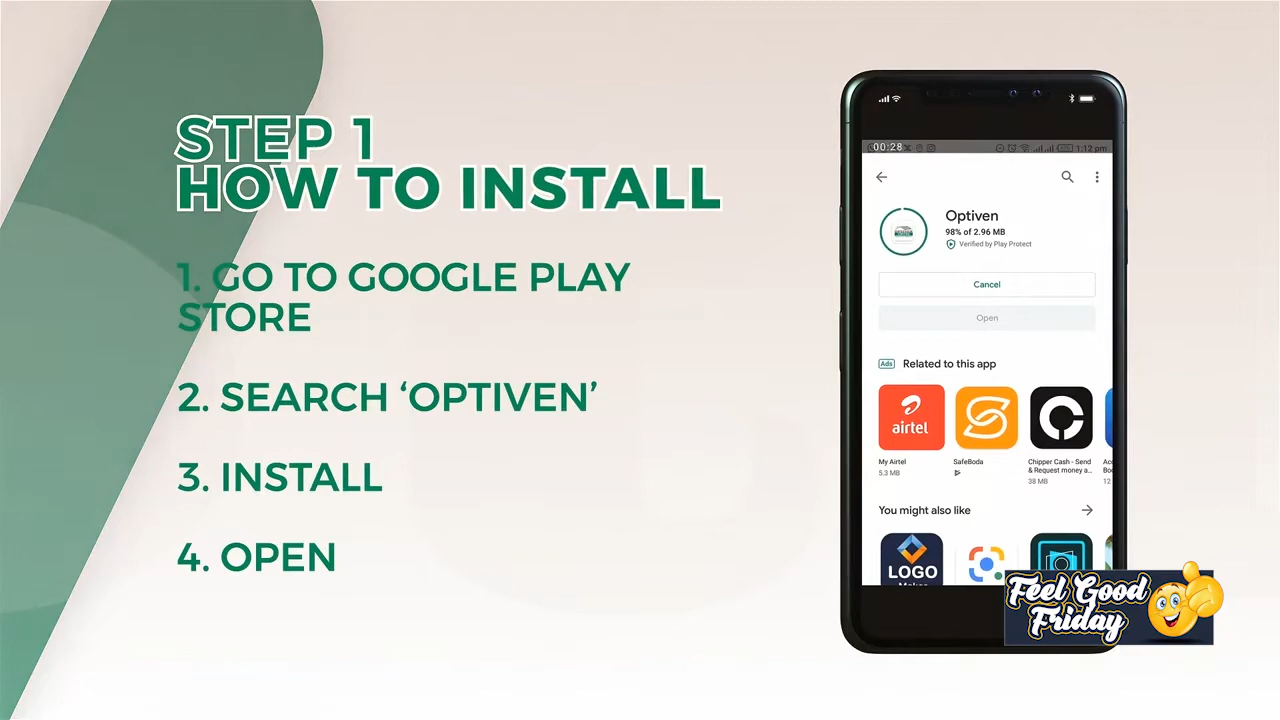 STEP 1
HOW TO INSTALL
1. GO TO GOOGLE PLAY
STORE
2. SEARCH ‘OPTIVEN’
3. INSTALL
4. OPEN
00:28
1:12 pm
Optiven
98% of 2.96 MB
Verified by Play Protect
Cancel
Open
Ads Related to this app
airtel
My Airtel
5.3 MB
SafeBoda
Chipper Cash - Send
& Request money a...
38 MB
You might also like
LOGO
Feel Good
Friday